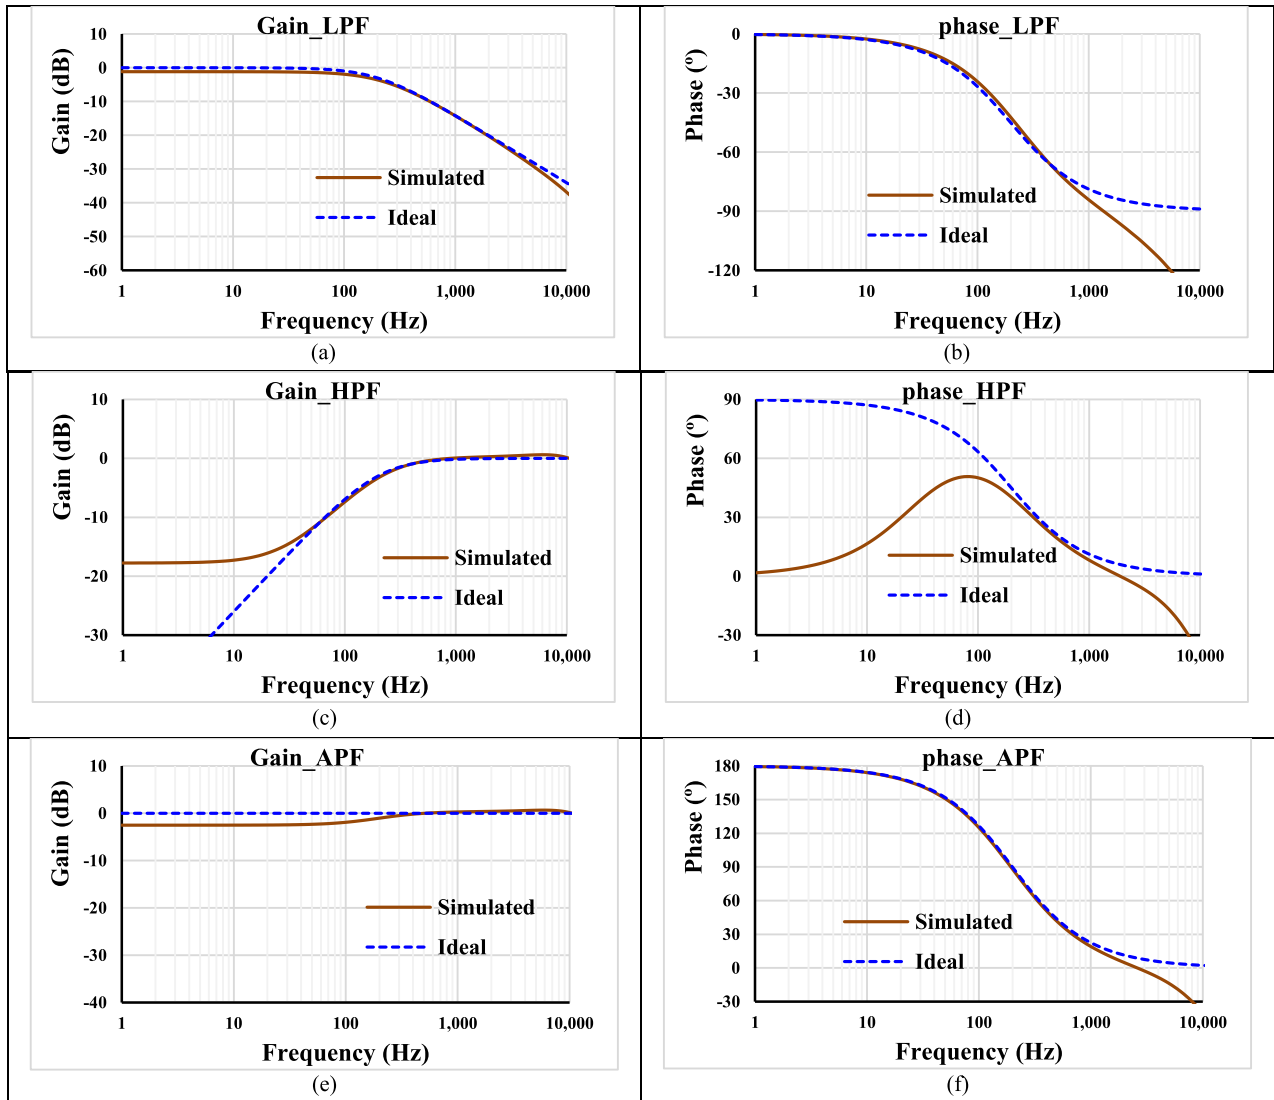 Gain_LPF
10
0
-10
-20
-30
-40
-50
-60
Gain (dB)
Simulated
Ideal
1 10 100 1,000 10,000
Frequency (Hz)
(a)
phase_LPF
0
-30
-60
-90
-120
Phase (º)
Simulated
Ideal
1 10 100 1,000 10,000
Frequency (Hz)
(b)
Gain_HPF
10
0
-10
-20
-30
Gain (dB)
Simulated
Ideal
1 10 100 1,000 10,000
Frequency (Hz)
(c)
phase_HPF
90
60
30
0
-30
Phase (º)
Simulated
Ideal
1 10 100 1,000 10,000
Frequency (Hz)
(d)
Gain_APF
10
0
-10
-20
-30
-40
Gain (dB)
Simulated
Ideal
1 10 100 1,000 10,000
Frequency (Hz)
(e)
phase_APF
180
150
120
90
60
30
0
-30
Phase (º)
Simulated
Ideal
1 10 100 1,000 10,000
Frequency (Hz)
(f)